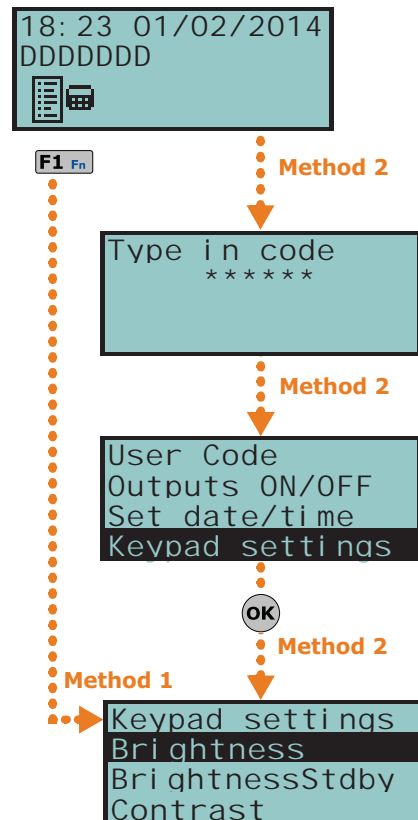 18:23 01/02/2014
DDDDDDD
F1 Fn
Method 2
Type in code
******
Method 2
User Code
Outputs ON/OFF
Set date/time
Keypad settings
OK
Method 2
Method 1
Keypad settings
Brightness
BrightnessStdby
Contrast